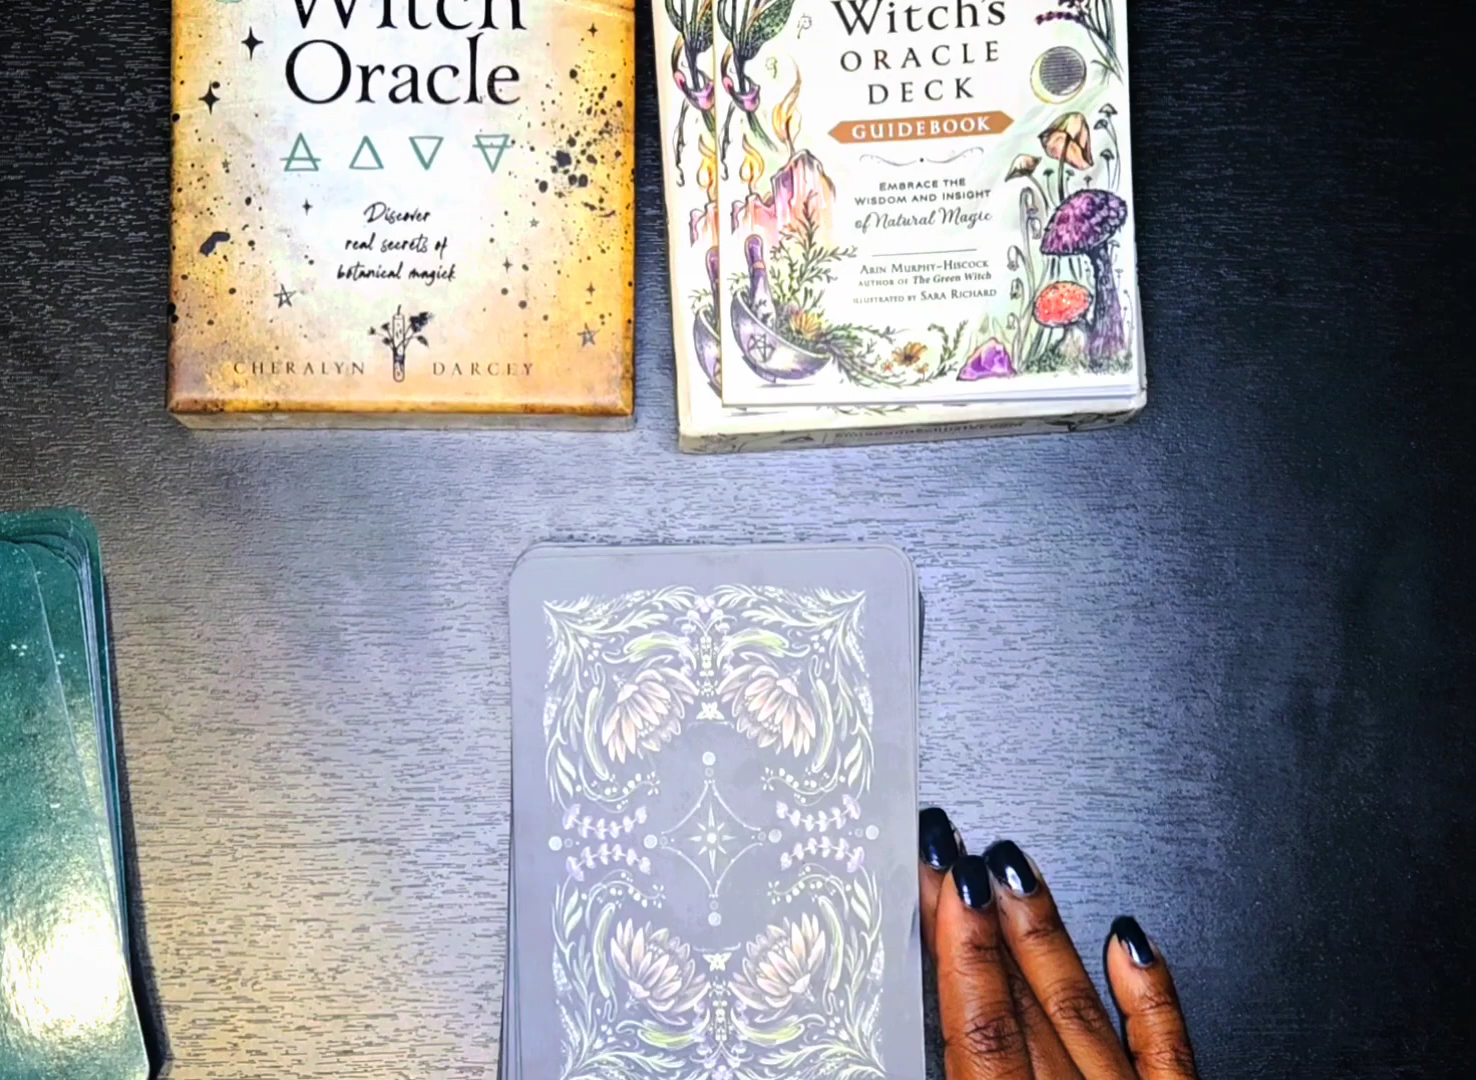 Witch
Oracle
Discover
real secrets of
botanical magick
CHERALYN DARCEY
Witch's
ORACLE
DECK
GUIDEBOOK
EMBRACE THE
WISDOM AND INSIGHT
of Natural Magic
ARIN MURPHY-HISCOCK
AUTHOR OF The Green Witch
ILLUSTRATED BY SARA RICHARD